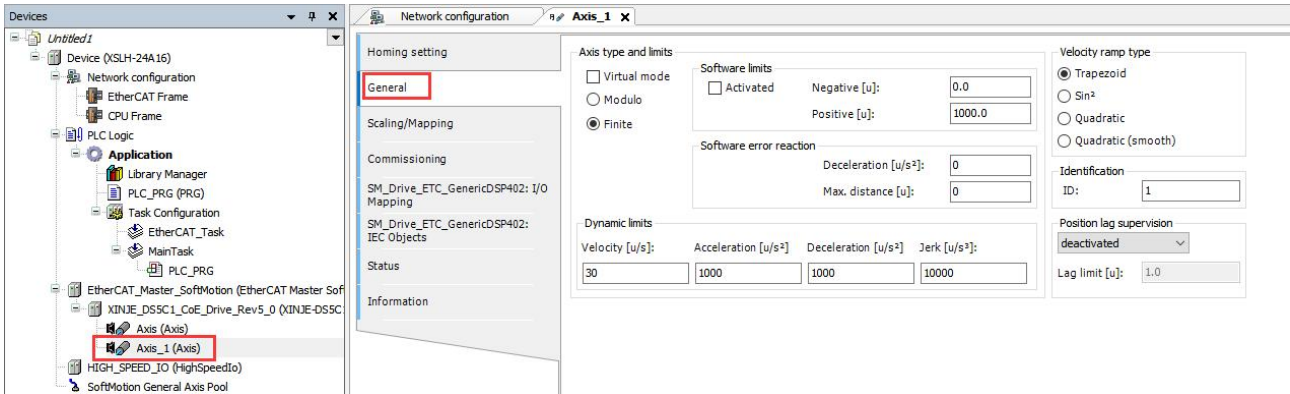 Devices
Network configuration
Axis_1
Untitled1
Device (XSLH-24A16)
Network configuration
EtherCAT Frame
CPU Frame
PLC Logic
Application
Library Manager
PLC_PRG (PRG)
Task Configuration
EtherCAT_Task
MainTask
PLC_PRG
EtherCAT_Master_SoftMotion (EtherCAT Master Sof
XINJE_DS5C1_CoE_Drive_Rev5_0 (XINJE-DS5C
Axis (Axis)
Axis_1 (Axis)
HIGH_SPEED_IO (HighSpeedIo)
SoftMotion General Axis Pool
Homing setting
General
Scaling/Mapping
Commissioning
SM_Drive_ETC_GenericDSP402: I/O
Mapping
SM_Drive_ETC_GenericDSP402:
IEC Objects
Status
Information
Axis type and limits
Virtual mode
Modulo
Finite
Software limits
Activated
Negative [u]:
0.0
Positive [u]:
1000.0
Software error reaction
Deceleration [u/s²]:
0
Max. distance [u]:
0
Dynamic limits
Velocity [u/s]:
Acceleration [u/s²]
Deceleration [u/s²]
Jerk [u/s³]:
30
1000
1000
10000
Velocity ramp type
Trapezoid
Sin²
Quadratic
Quadratic (smooth)
Identification
ID:
1
Position lag supervision
deactivated
Lag limit [u]:
1.0